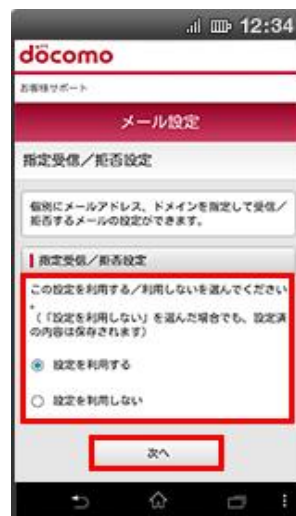 12:34
döcomo
お客様サポート
メール設定
指定受信／拒否設定
個別にメールアドレス、ドメインを指定して受信／
拒否するメールの設定ができます。
指定受信／拒否設定
この設定を利用する／利用しないを選んでください
。
（「設定を利用しない」を選んだ場合でも、設定済
の内容は保存されます）
設定を利用する
設定を利用しない
次へ